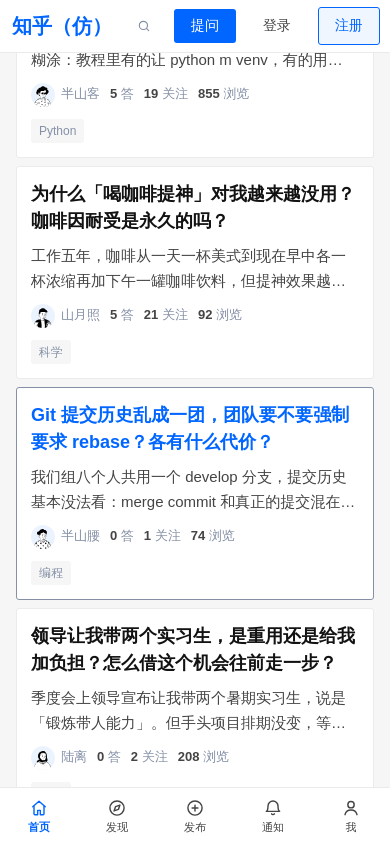 知乎（仿）
提问
登录
注册
糊涂：教程里有的让 python m venv，有的用…
半山客 5 答 19 关注 855 浏览
Python
为什么「喝咖啡提神」对我越来越没用？
咖啡因耐受是永久的吗？
工作五年，咖啡从一天一杯美式到现在早中各一
杯浓缩再加下午一罐咖啡饮料，但提神效果越…
山月照 5 答 21 关注 92 浏览
科学
Git 提交历史乱成一团，团队要不要强制
要求 rebase？各有什么代价？
我们组八个人共用一个 develop 分支，提交历史
基本没法看：merge commit 和真正的提交混在…
半山腰 0 答 1 关注 74 浏览
编程
领导让我带两个实习生，是重用还是给我
加负担？怎么借这个机会往前走一步？
季度会上领导宣布让我带两个暑期实习生，说是
「锻炼带人能力」。但手头项目排期没变，等…
陆离 0 答 2 关注 208 浏览
首页
发现
发布
通知
我